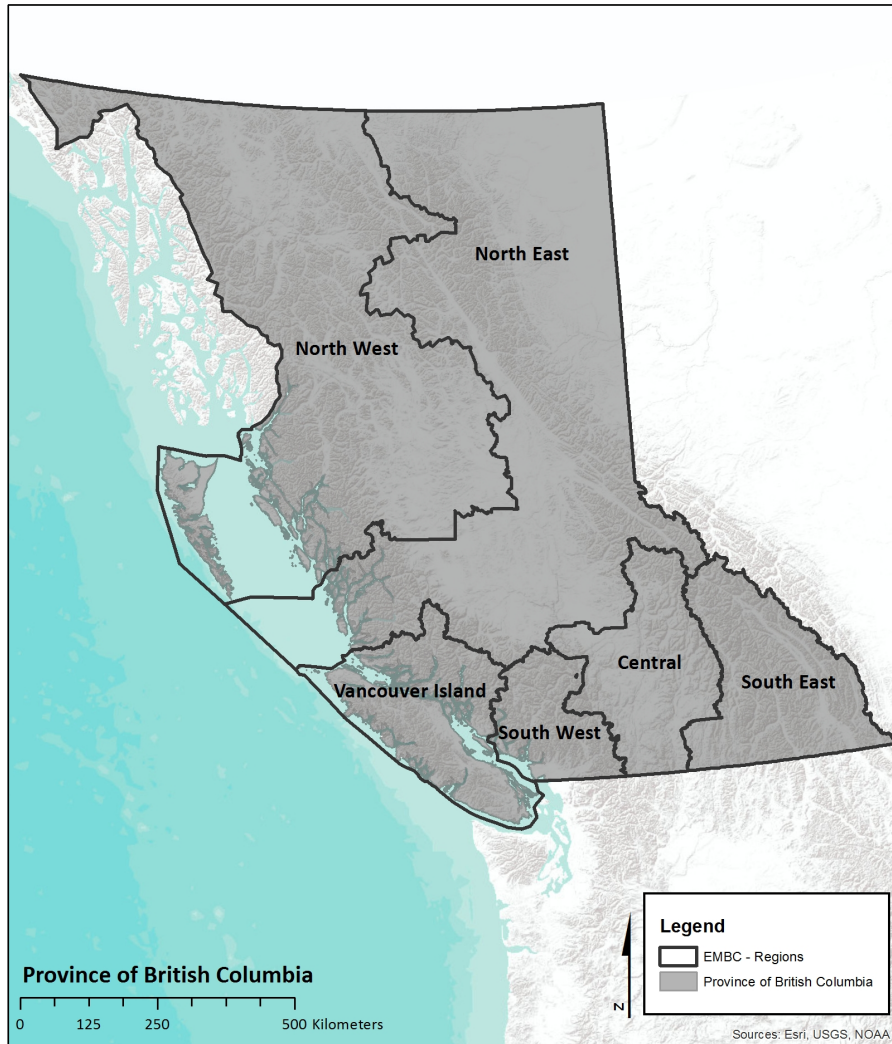 North East
North West
Central
South East
Vancouver Island
South West
Legend
EMBC - Regions
Province of British Columbia
Province of British Columbia
0 125 250 500 Kilometers
N
Sources: Esri, USGS, NOAA